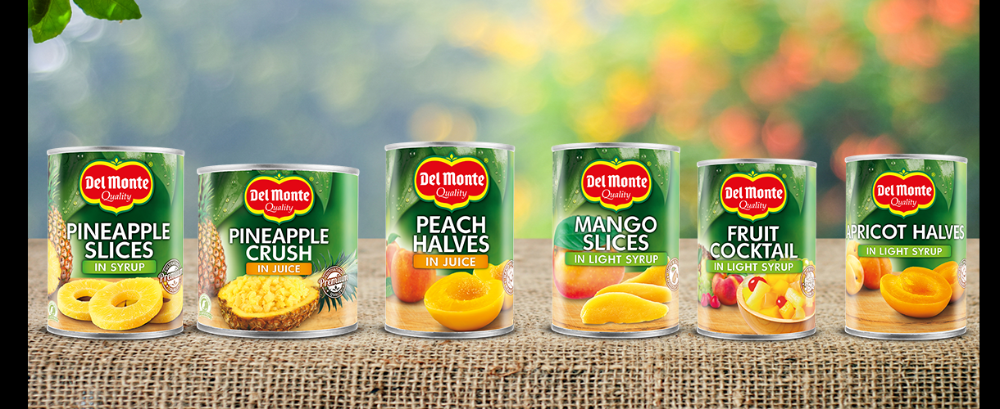 Del Monte
Quality
PINEAPPLE
SLICES
IN SYRUP
Premium
Del Monte
Quality
PINEAPPLE
CRUSH
IN JUICE
Premium
Del Monte
Quality
PEACH
HALVES
IN JUICE
Del Monte
Quality
MANGO
SLICES
IN LIGHT SYRUP
Del Monte
Quality
FRUIT
COCKTAIL
IN LIGHT SYRUP
Del Monte
Quality
APRICOT HALVES
IN LIGHT SYRUP